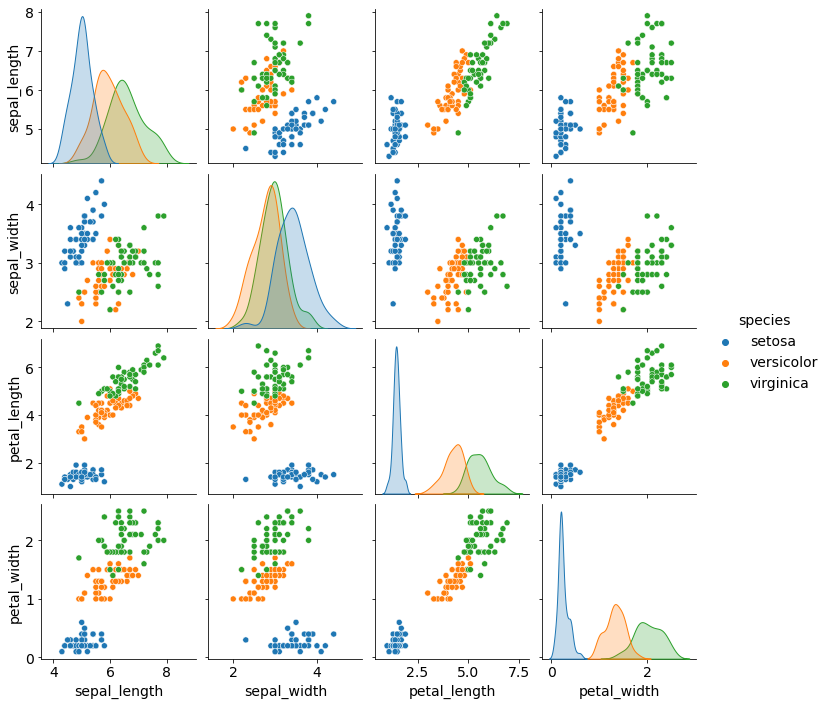 sepal_length
8
7
6
5
sepal_width
4
3
2
petal_length
6
4
2
petal_width
2
1
0
4 6 8
sepal_length
2 4
sepal_width
2.5 5.0 7.5
petal_length
0 2
petal_width
species
setosa
versicolor
virginica